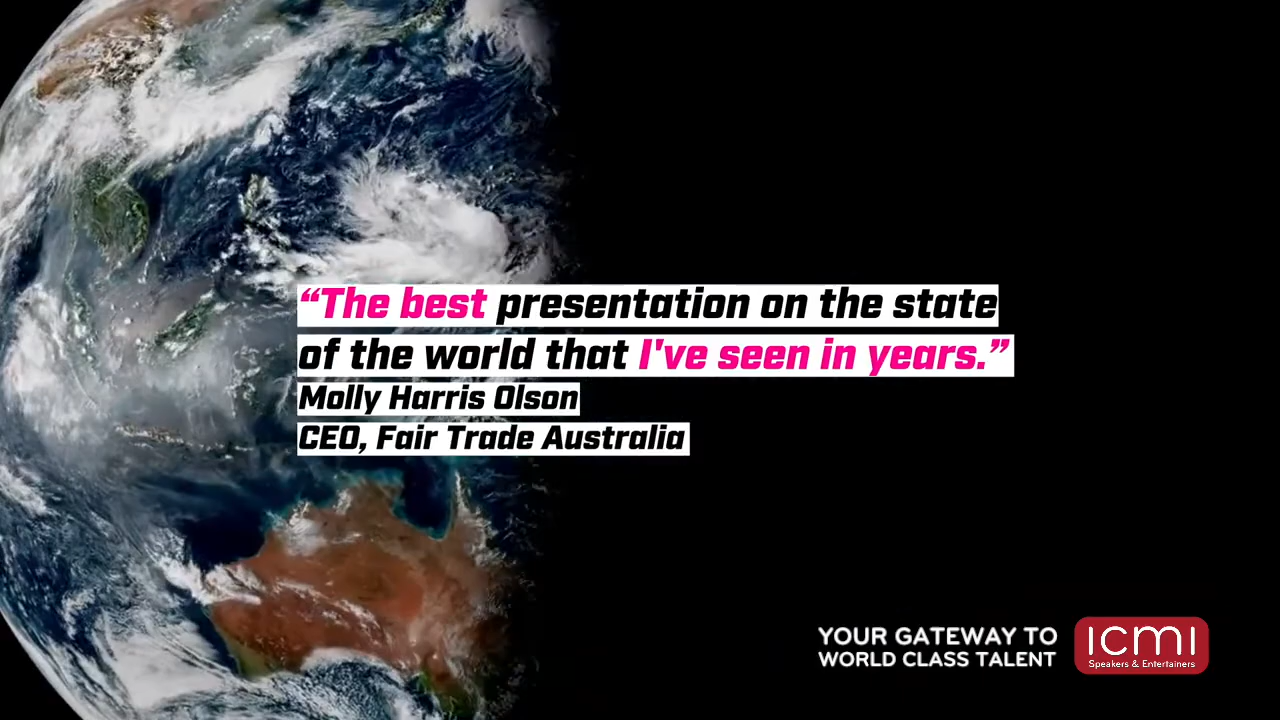 “The best presentation on the state
of the world that I've seen in years.”
Molly Harris Olson
CEO, Fair Trade Australia
YOUR GATEWAY TO
WORLD CLASS TALENT
ICMI
Speakers & Entertainers